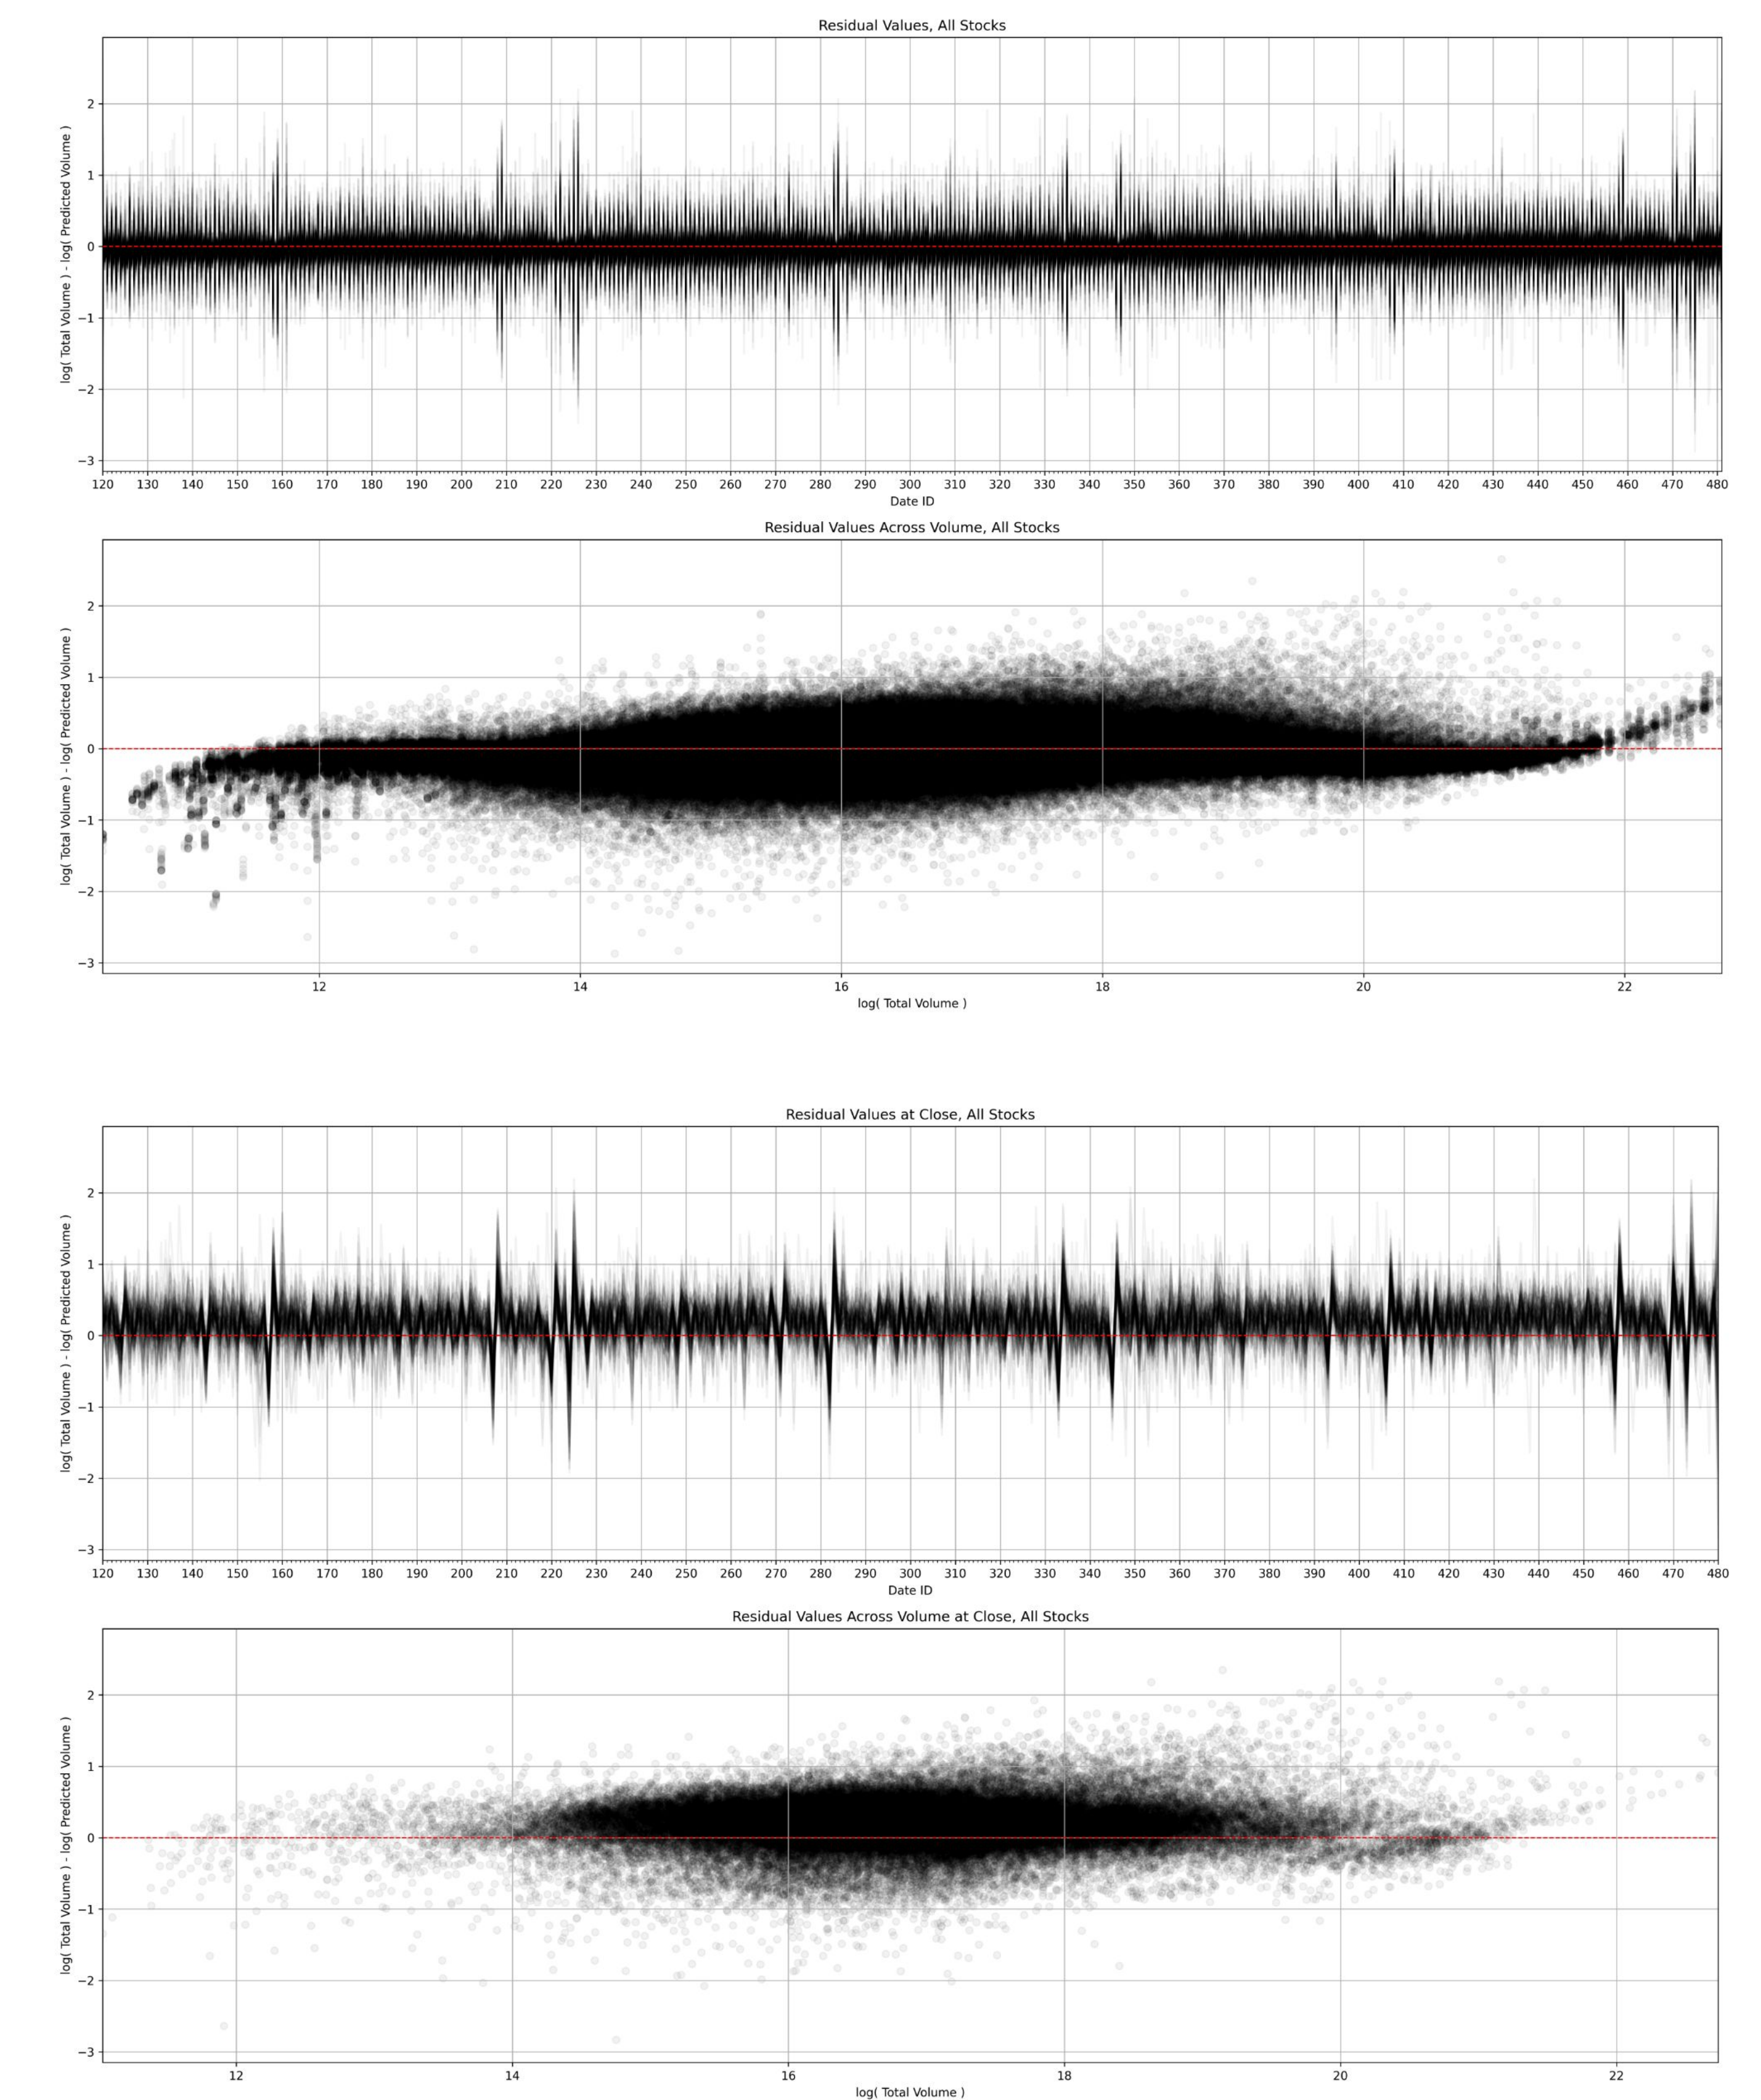 Residual Values, All Stocks
log( Total Volume ) - log( Predicted Volume )
2
1
0
−1
−2
−3
120 130 140 150 160 170 180 190 200 210 220 230 240 250 260 270 280 290 300 310 320 330 340 350 360 370 380 390 400 410 420 430 440 450 460 470 480
Date ID
Residual Values Across Volume, All Stocks
log( Total Volume ) - log( Predicted Volume )
2
1
0
−1
−2
−3
12 14 16 18 20 22
log( Total Volume )
Residual Values at Close, All Stocks
log( Total Volume ) - log( Predicted Volume )
2
1
0
−1
−2
−3
120 130 140 150 160 170 180 190 200 210 220 230 240 250 260 270 280 290 300 310 320 330 340 350 360 370 380 390 400 410 420 430 440 450 460 470 480
Date ID
Residual Values Across Volume at Close, All Stocks
log( Total Volume ) - log( Predicted Volume )
2
1
0
−1
−2
−3
12 14 16 18 20 22
log( Total Volume )